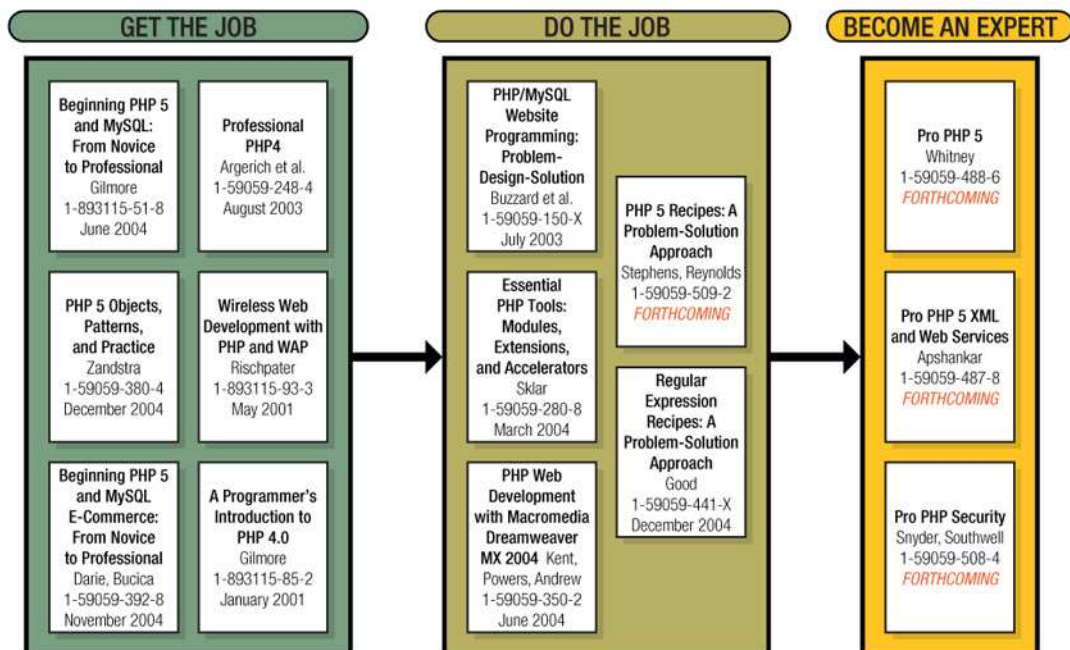 GET THE JOB
Beginning PHP 5
and MySQL:
From Novice
to Professional
Gilmore
1-893115-51-8
June 2004
Professional
PHP4
Argerich et al.
1-59059-248-4
August 2003
PHP 5 Objects,
Patterns,
and Practice
Zandstra
1-59059-380-4
December 2004
Wireless Web
Development with
PHP and WAP
Rischpater
1-893115-93-3
May 2001
Beginning PHP 5
and MySQL
E-Commerce:
From Novice
to Professional
Darie, Bucica
1-59059-392-8
November 2004
A Programmer's
Introduction to
PHP 4.0
Gilmore
1-893115-85-2
January 2001
DO THE JOB
PHP/MySQL
Website
Programming:
Problem-
Design-Solution
Buzzard et al.
1-59059-150-X
July 2003
Essential
PHP Tools:
Modules,
Extensions,
and Accelerators
Sklar
1-59059-280-8
March 2004
PHP Web
Development
with Macromedia
Dreamweaver
MX 2004 Kent,
Powers, Andrew
1-59059-350-2
June 2004
PHP 5 Recipes: A
Problem-Solution
Approach
Stephens, Reynolds
1-59059-509-2
FORTHCOMING
Regular
Expression
Recipes: A
Problem-Solution
Approach
Good
1-59059-441-X
December 2004
BECOME AN EXPERT
Pro PHP 5
Whitney
1-59059-488-6
FORTHCOMING
Pro PHP 5 XML
and Web Services
Apshankar
1-59059-487-8
FORTHCOMING
Pro PHP Security
Snyder, Southwell
1-59059-508-4
FORTHCOMING